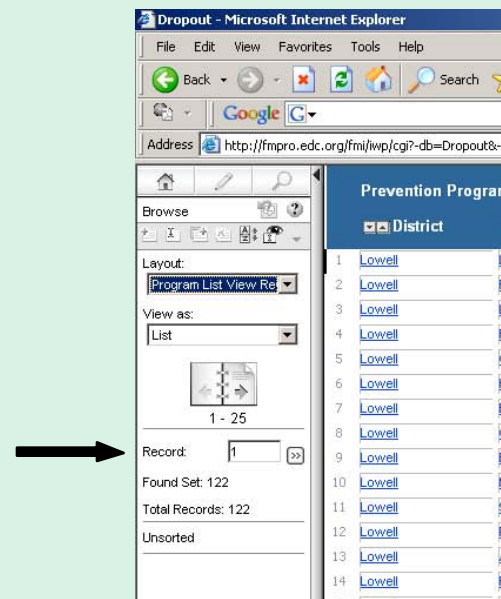 Dropout - Microsoft Internet Explorer
File Edit View Favorites Tools Help
Back Search
Google G
Address http://fmpro.edc.org/fmi/iwp/cgi?-db=Dropout&-
Browse
Layout:
Program List View Re
View as:
List
1 - 25
Record: 1
Found Set: 122
Total Records: 122
Unsorted
Prevention Program
District
1 Lowell
2 Lowell
3 Lowell
4 Lowell
5 Lowell
6 Lowell
7 Lowell
8 Lowell
9 Lowell
10 Lowell
11 Lowell
12 Lowell
13 Lowell
14 Lowell